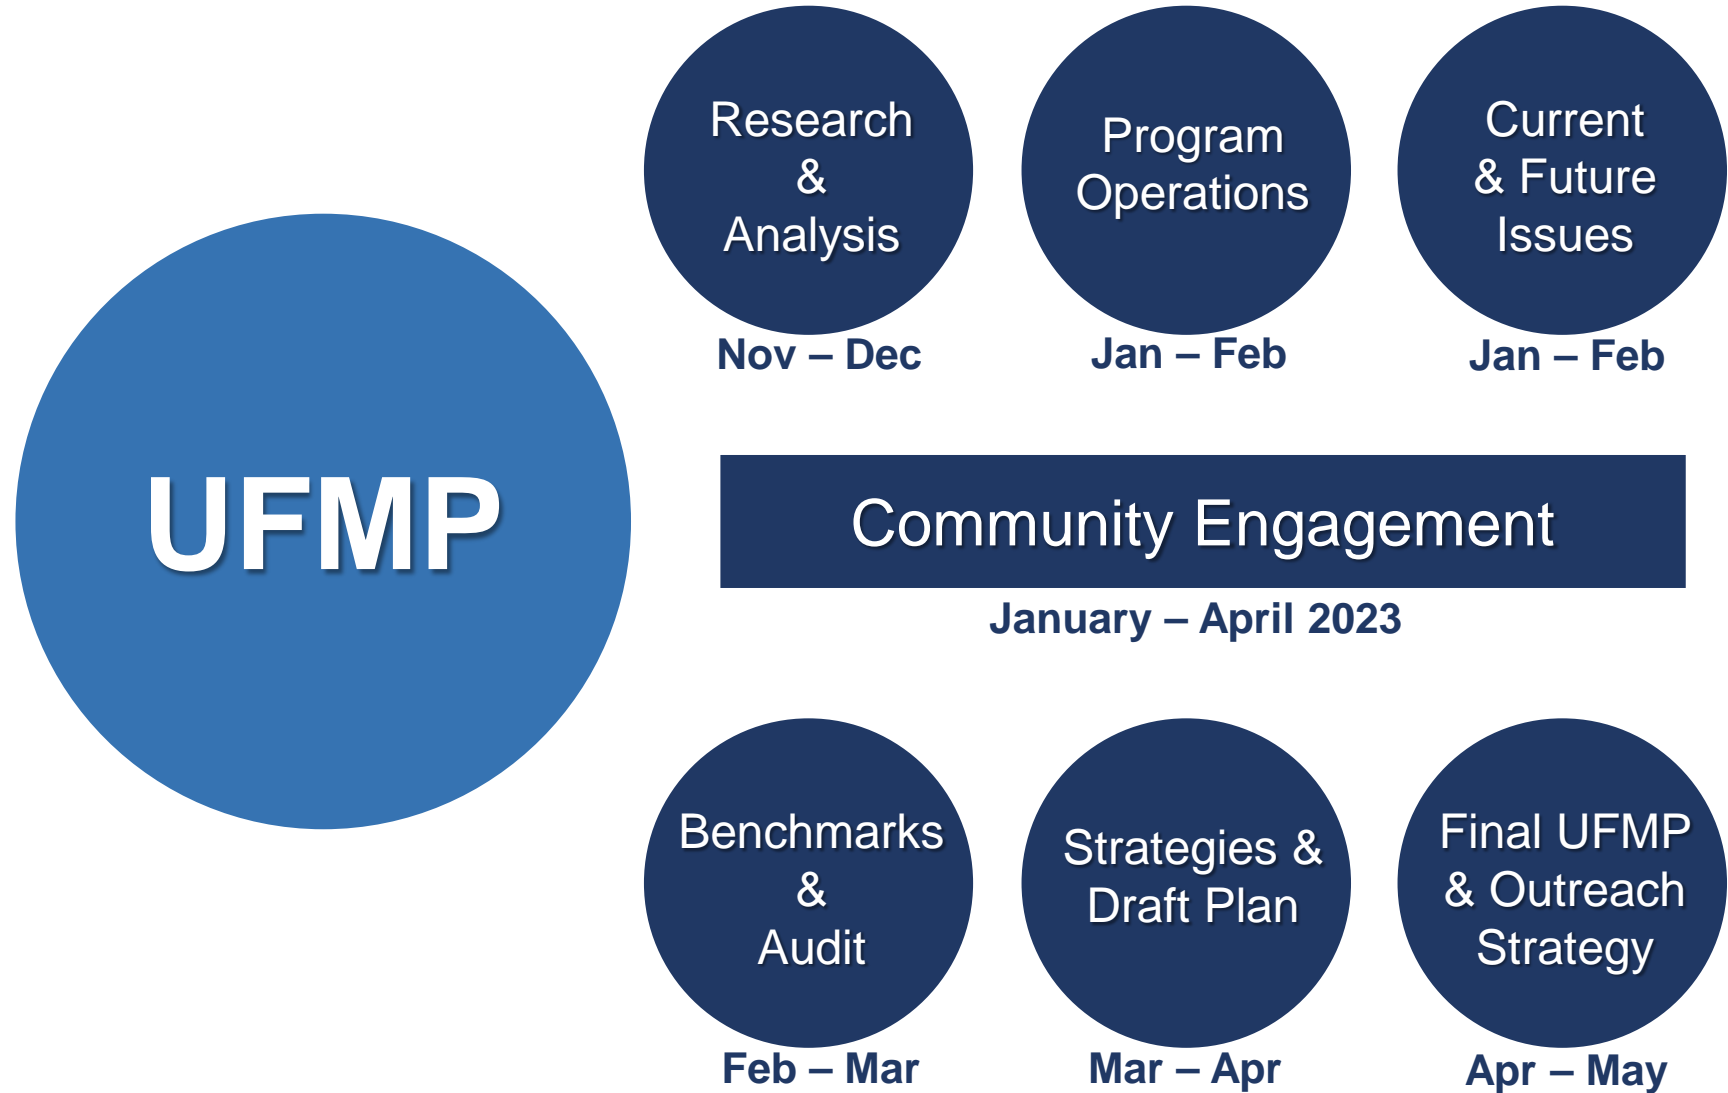 UFMP
Research
&
Analysis
Nov – Dec
Program
Operations
Jan – Feb
Current
& Future
Issues
Jan – Feb
Community Engagement
January – April 2023
Benchmarks
&
Audit
Feb – Mar
Strategies &
Draft Plan
Mar – Apr
Final UFMP
& Outreach
Strategy
Apr – May